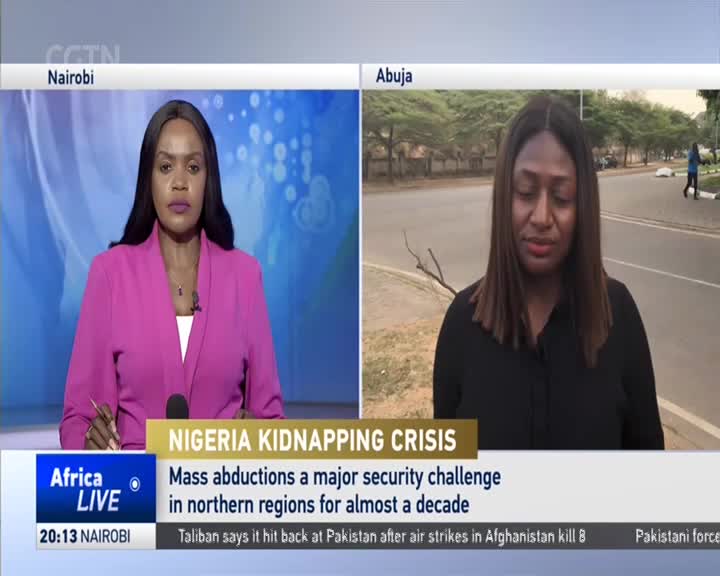 CGTN
Nairobi
Abuja
NIGERIA KIDNAPPING CRISIS
Mass abductions a major security challenge
in northern regions for almost a decade
Africa
LIVE
20:13 NAIROBI
Taliban says it hit back at Pakistan after air strikes in Afghanistan kill 8
Pakistani force